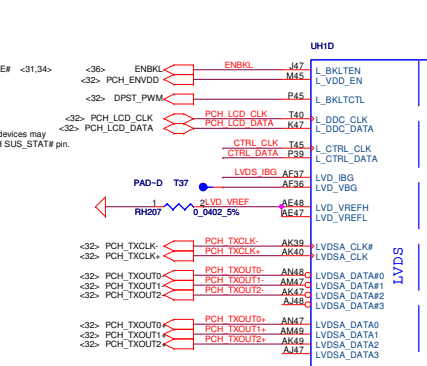 UH1D
E# <31,34> <36> ENBKL ENBKL J47 L_BKLTEN
<32> PCH_ENVDD M45 L_VDD_EN
<32> DPST_PWM P45 L_BKLTCTL
<32> PCH_LCD_CLK PCH_LCD_CLK T40 L_DDC_CLK
<32> PCH_LCD_DATA PCH_LCD_DATA K47 L_DDC_DATA
devices may
H SUS_STAT# pin.
CTRL_CLK T45 L_CTRL_CLK
CTRL_DATA P39 L_CTRL_DATA
LVDS_IBG AF37 LVD_IBG
PAD~D T37 AF36 LVD_VBG
1 2 LVD_VREF AE48 LVD_VREFH
RH207 0_0402_5% AE47 LVD_VREFL
<32> PCH_TXCLK- PCH_TXCLK- AK39 LVDSA_CLK#
<32> PCH_TXCLK+ PCH_TXCLK+ AK40 LVDSA_CLK
LVDS
<32> PCH_TXOUT0- PCH_TXOUT0- AN48 LVDSA_DATA#0
<32> PCH_TXOUT1- PCH_TXOUT1- AM47 LVDSA_DATA#1
<32> PCH_TXOUT2- PCH_TXOUT2- AK47 LVDSA_DATA#2
AJ48 LVDSA_DATA#3
<32> PCH_TXOUT0+ PCH_TXOUT0+ AN47 LVDSA_DATA0
<32> PCH_TXOUT1+ PCH_TXOUT1+ AM49 LVDSA_DATA1
<32> PCH_TXOUT2+ PCH_TXOUT2+ AK49 LVDSA_DATA2
AJ47 LVDSA_DATA3